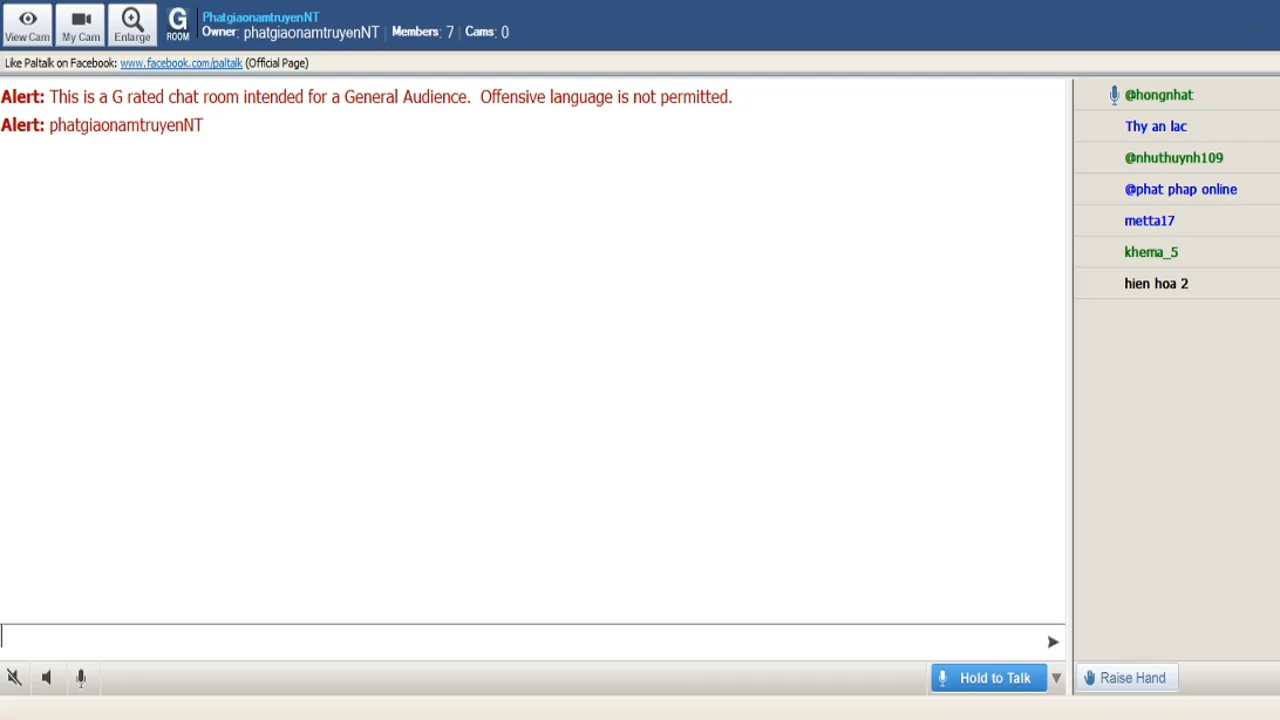 PhatgiaonamtruyenNT
G
ROOM
Owner: phatgiaonamtruyenNT | Members: 7 | Cams: 0
View Cam
My Cam
Enlarge
Like Paltalk on Facebook: www.facebook.com/paltalk (Official Page)
Alert: This is a G rated chat room intended for a General Audience. Offensive language is not permitted.
Alert: phatgiaonamtruyenNT
@hongnhat
Thy an lac
@nhuthuynh109
@phat phap online
metta17
khema_5
hien hoa 2
Hold to Talk
Raise Hand